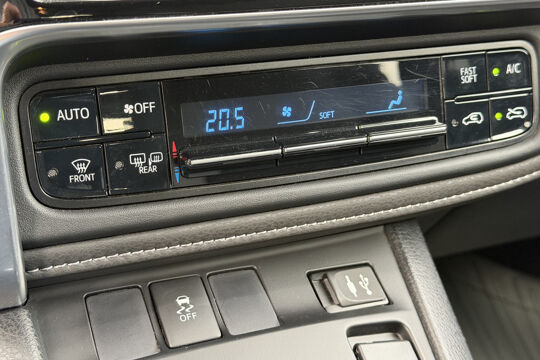 AUTO
OFF
20.5
SOFT
FAST
SOFT
A/C
FRONT
REAR
OFF